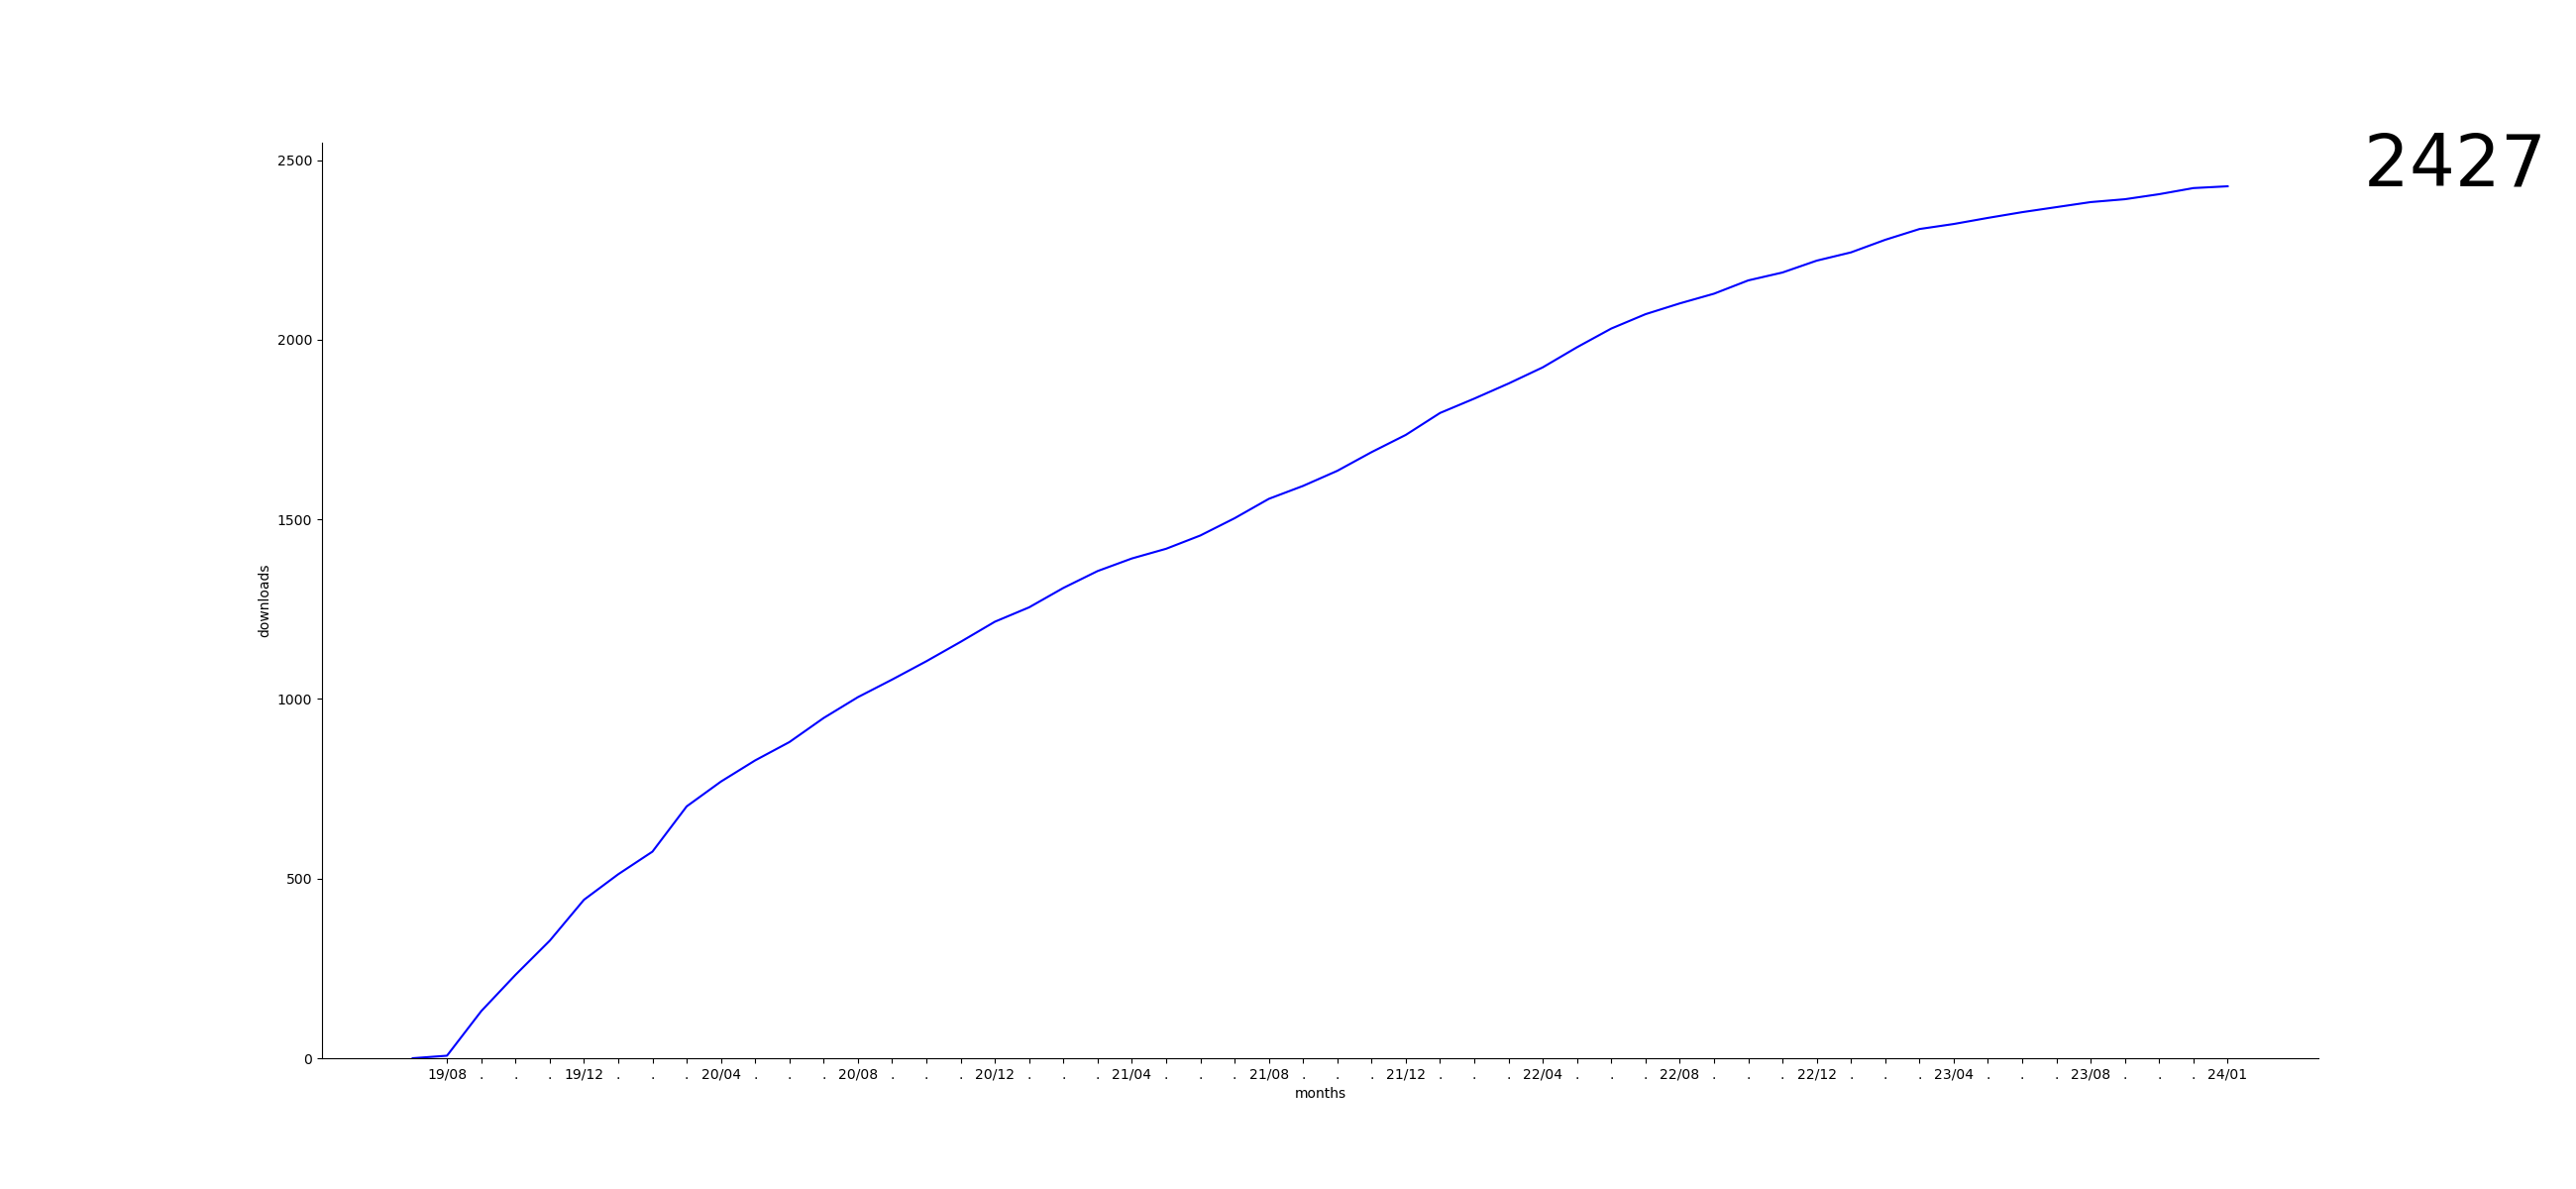 2427
2500
2000
1500
1000
500
0
downloads
19/08 . . . 19/12 . . . 20/04 . . . 20/08 . . . 20/12 . . . 21/04 . . . 21/08 . . . 21/12 . . . 22/04 . . . 22/08 . . . 22/12 . . . 23/04 . . . 23/08 . . . 24/01
months